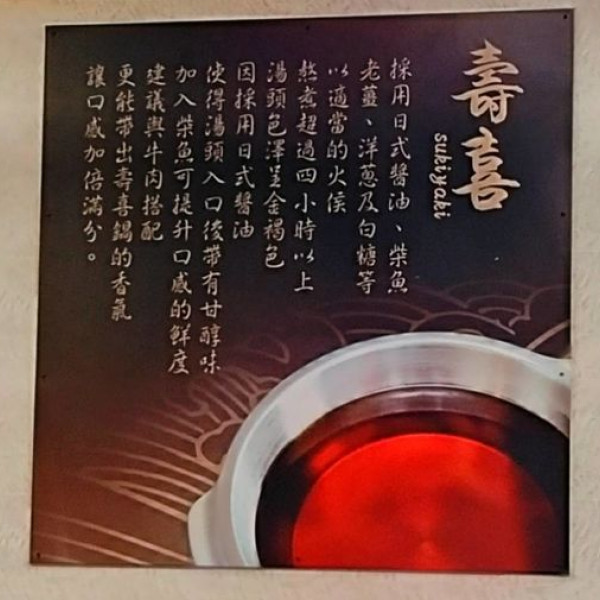 壽喜
sukiyaki
採用日式醬油、柴魚、
老薑、洋蔥及白糖等
以適當的火侯
熬煮超過四小時以上
湯頭色澤呈金褐色
因採用日式醬油
使得湯頭入口後帶有甘醇味
加入柴魚可提升口感的鮮度
建議與牛肉搭配
更能帶出壽喜鍋的香氣
讓口感加倍滿分。